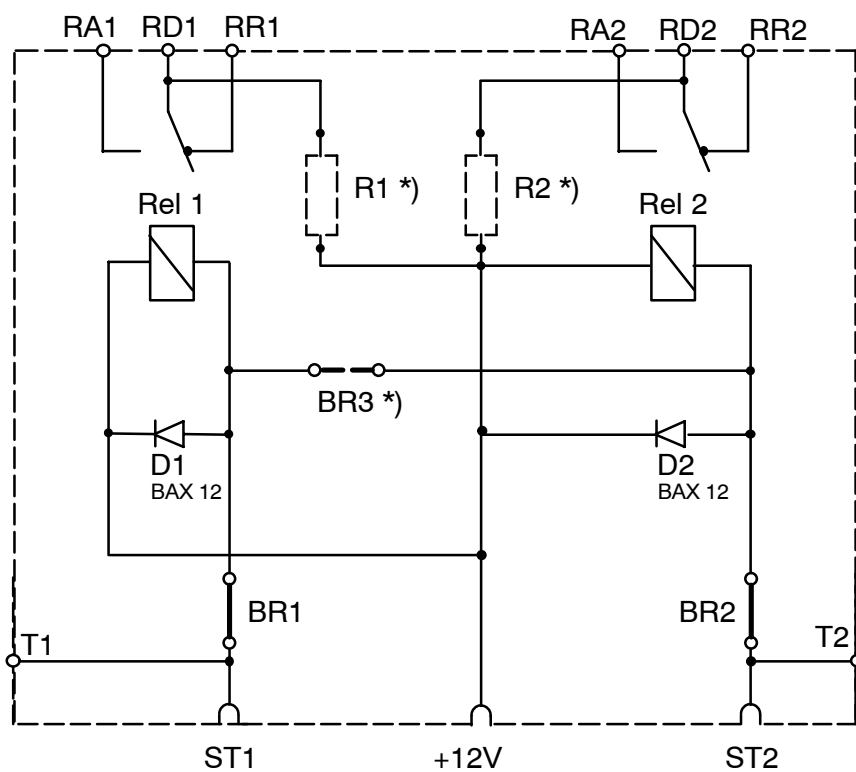 RA1 RD1 RR1 RA2 RD2 RR2
R1 *) R2 *)
Rel 1 Rel 2
BR3 *)
D1 D2
BAX 12 BAX 12
BR1 BR2
T1 T2
ST1 +12V ST2